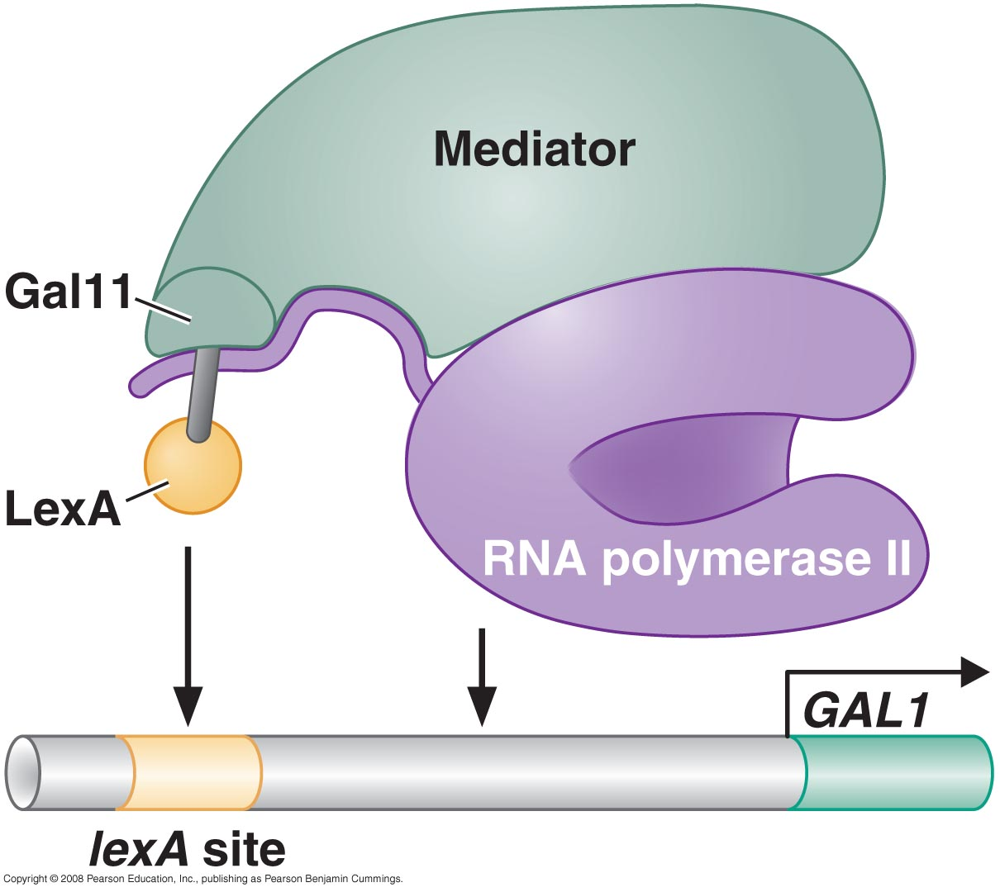 Mediator
Gal11
LexA
RNA polymerase II
GAL1
lexA site
Copyright © 2008 Pearson Education, Inc., publishing as Pearson Benjamin Cummings.